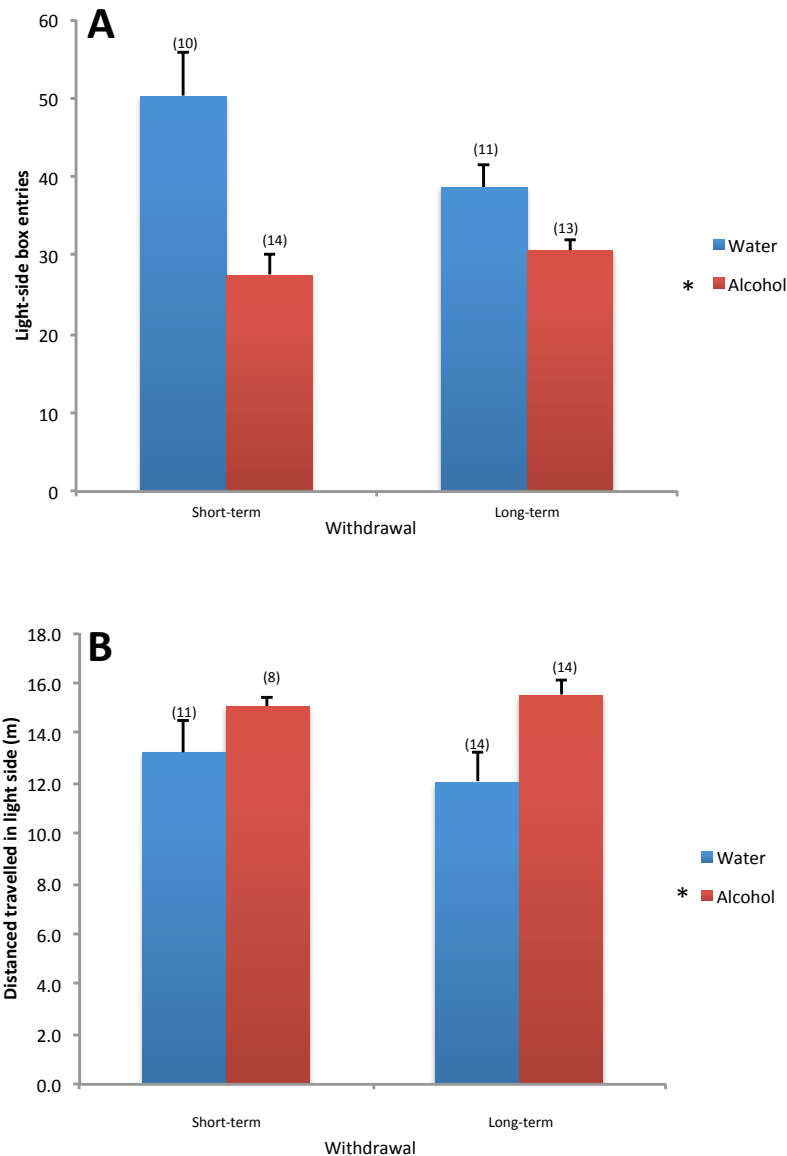 A
Light-side box entries
60
50
40
30
20
10
0
(10)
(14)
(11)
(13)
Water
* Alcohol
Short-term
Long-term
Withdrawal
B
Distanced travelled in light side (m)
18.0
16.0
14.0
12.0
10.0
8.0
6.0
4.0
2.0
0.0
(11)
(8)
(14)
(14)
Water
* Alcohol
Short-term
Long-term
Withdrawal